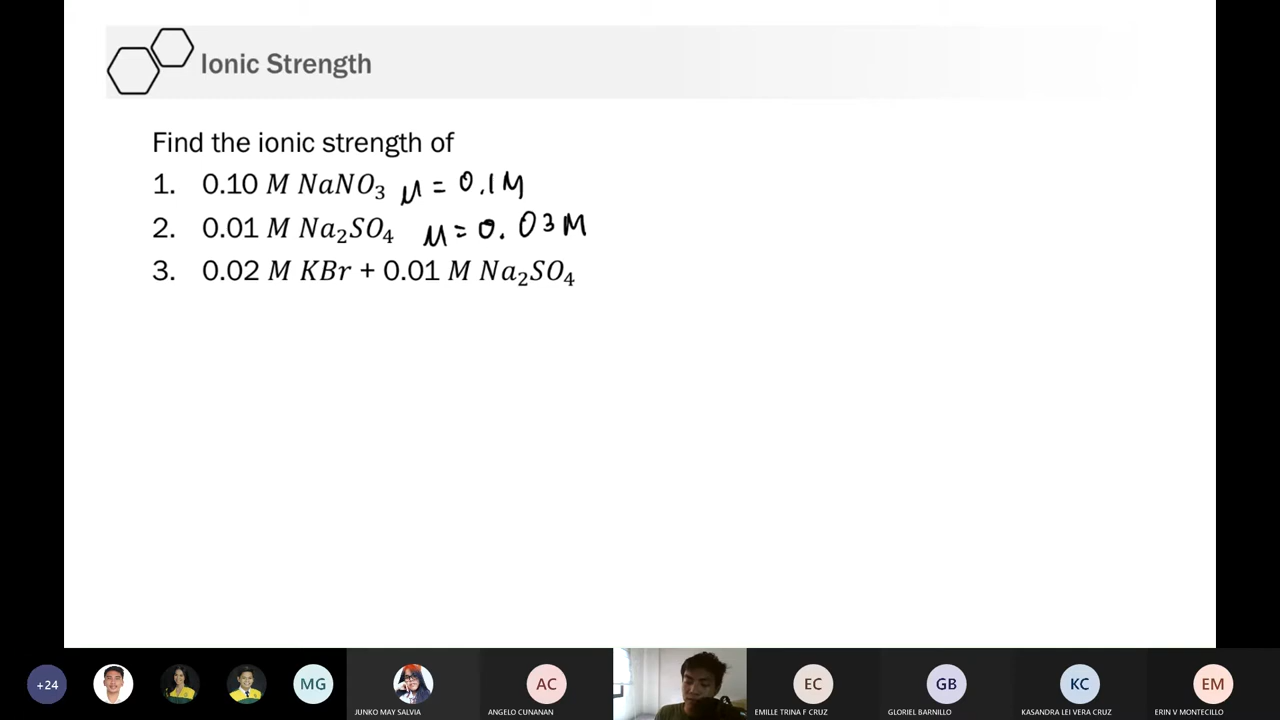 Ionic Strength
Find the ionic strength of
1. 0.10 M NaNO₃ μ = 0.1M
2. 0.01 M Na₂SO₄ μ = 0.03M
3. 0.02 M KBr + 0.01 M Na₂SO₄
+24 MG AC EC GB KC EM
JUNKO MAY SALVIA ANGELO CUNANAN EMILLE TRINA F CRUZ GLORIEL BARNILLO KASANDRA LEI VERA CRUZ ERIN V MONTECILLO